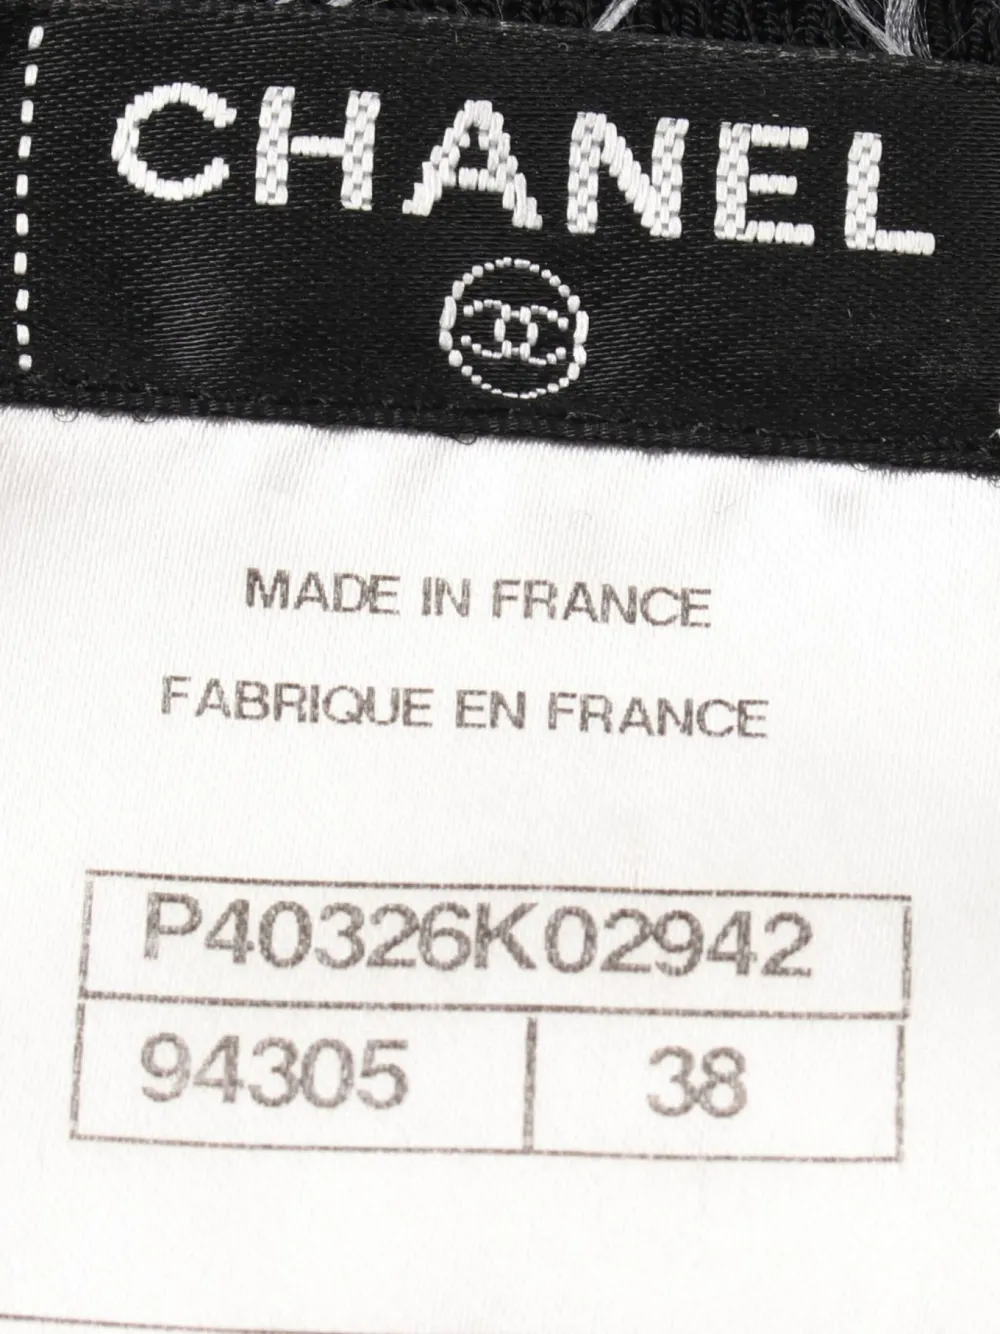 CHANEL
MADE IN FRANCE
FABRIQUE EN FRANCE
P40326K02942
94305 38